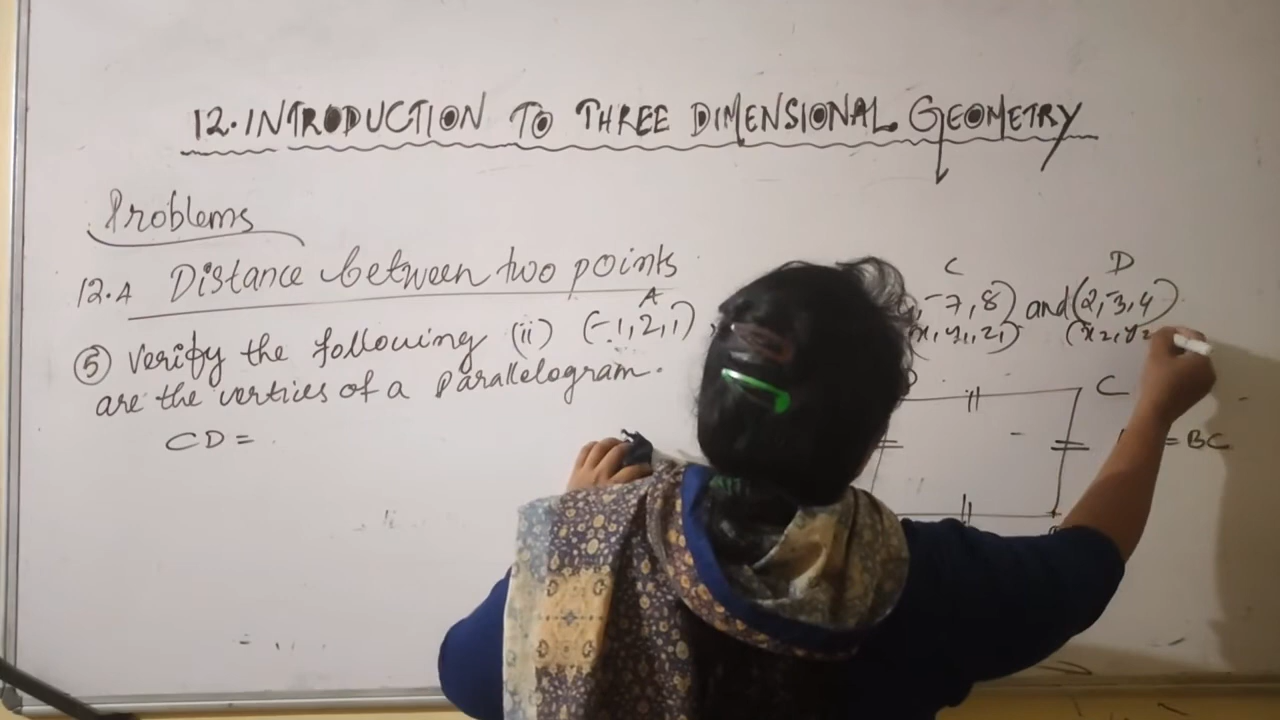 12. INTRODUCTION TO THREE DIMENSIONAL GEOMETRY
Problems
12.A Distance between two points
A C D
⑤ Verify the following (ii) (-1,2,1), , -7,8) and (2,-3,4)
(x₁,y₁,z₁) (x₂,y₂
are the vertices of a parallelogram.
C
CD =
= BC